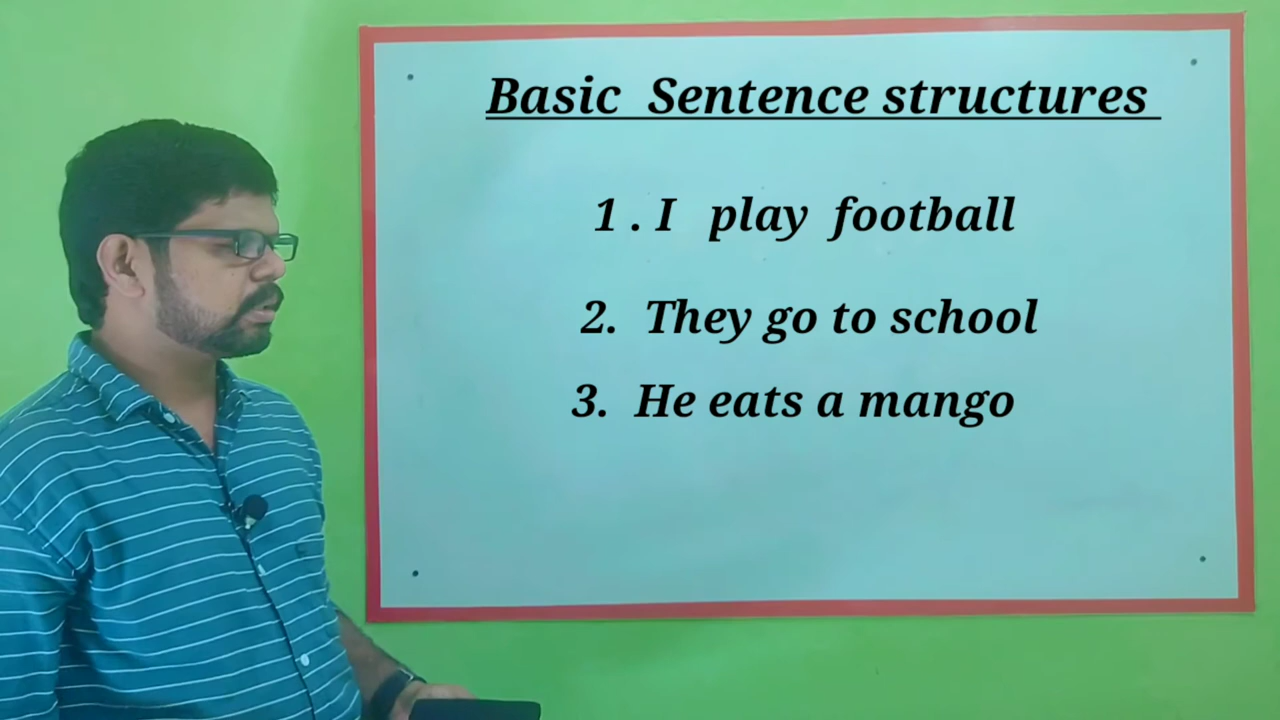 Basic Sentence structures
1 . I play football
2. They go to school
3. He eats a mango